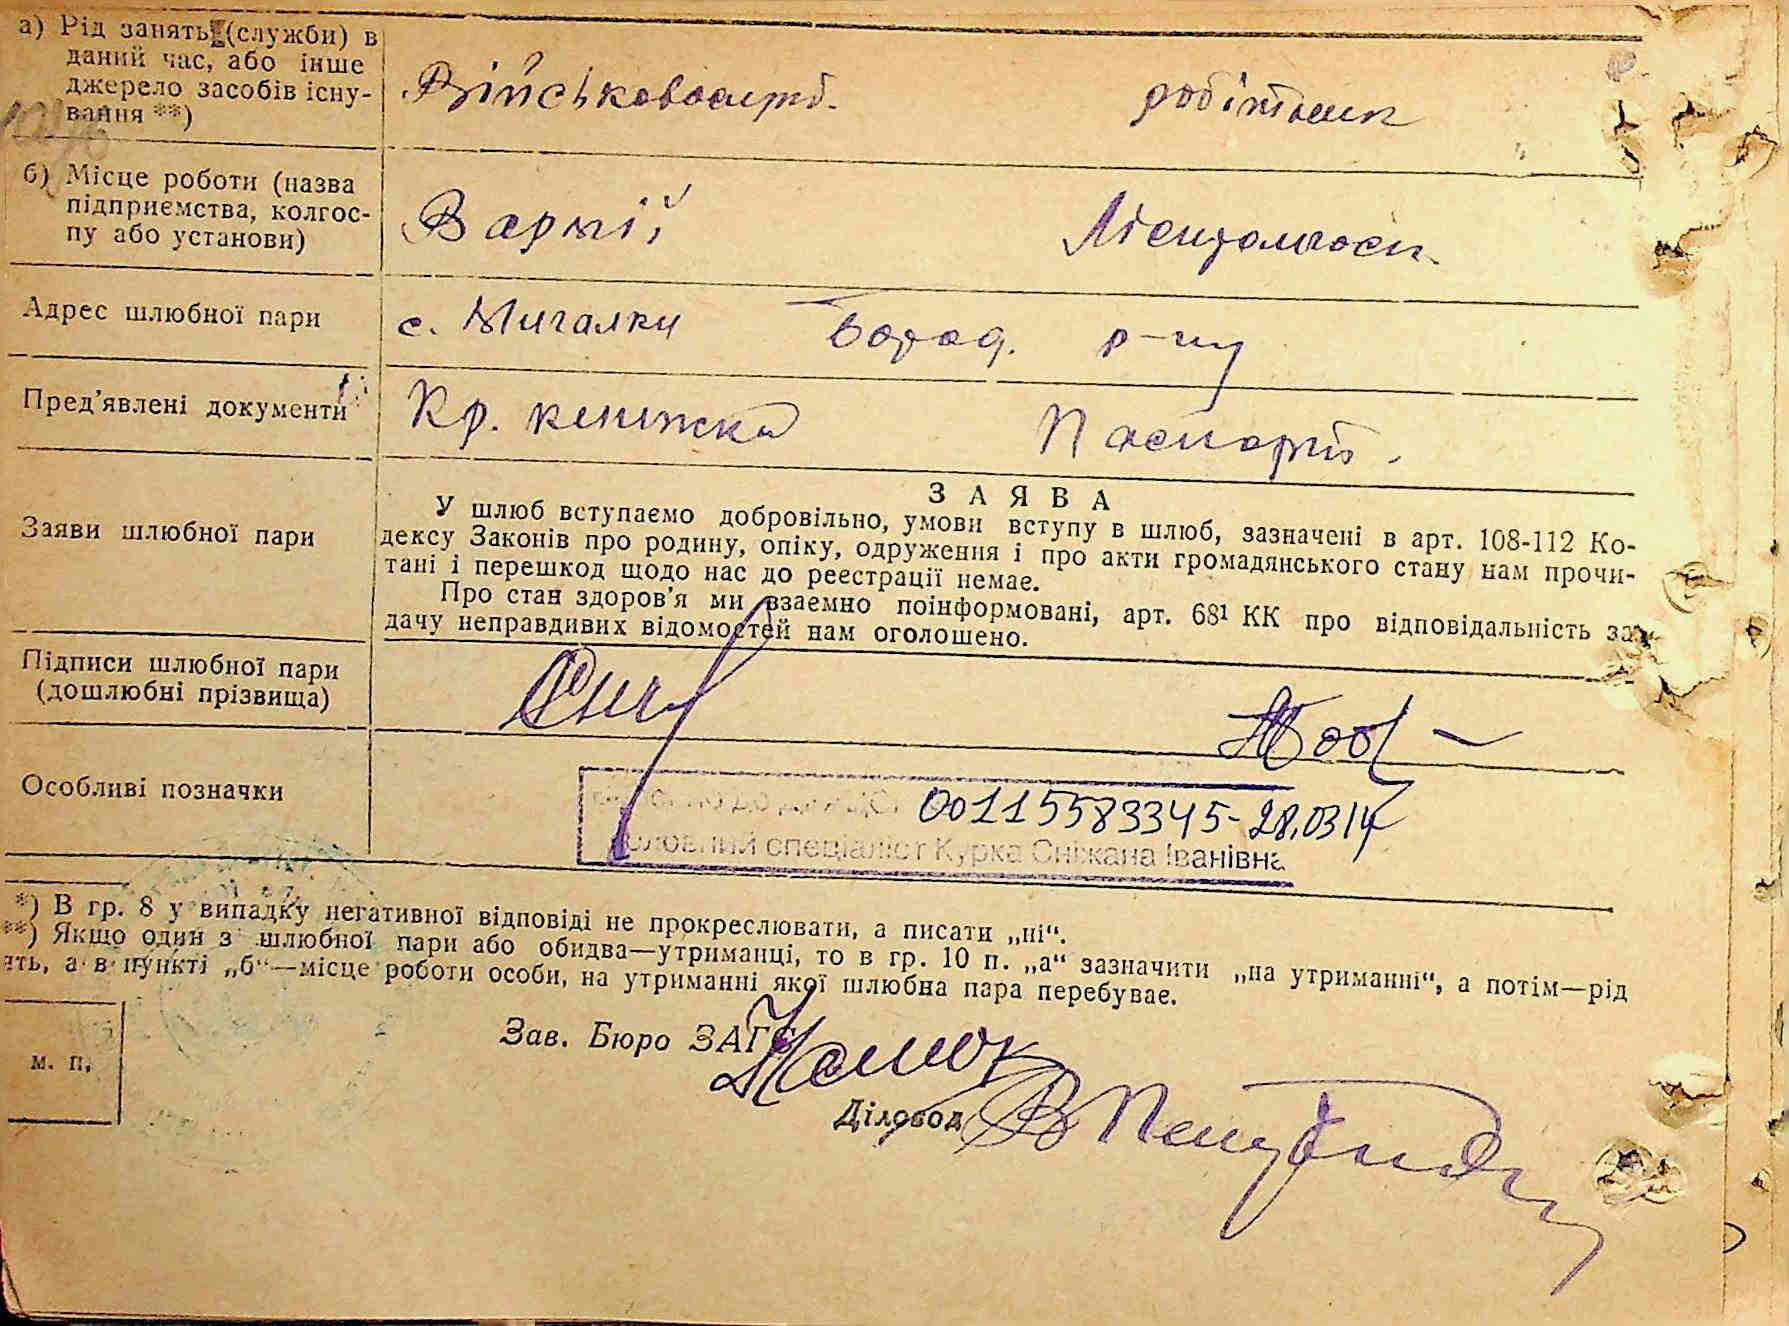 а) Рід занять (служби) в
даний час, або інше
джерело засобів існу-
вання **)
Військовослуж. робітник
б) Місце роботи (назва
підприємства, колгос-
пу або установи)
В армії
Адрес шлюбної пари
с. Мигалки Бород. р-ну
Пред’явлені документи
Кр. книжка Паспорт.
З А Я В А
Заяви шлюбної пари
У шлюб вступаємо добровільно, умови вступу в шлюб, зазначені в арт. 108-112 Ко-
дексу Законів про родину, опіку, одруження і про акти громадянського стану нам прочи-
тані і перешкод щодо нас до реєстрації немає.
Про стан здоров’я ми взаємно поінформовані, арт. 68¹ КК про відповідальність за
дачу неправдивих відомостей нам оголошено.
Підписи шлюбної пари
(дошлюбні прізвища)
Особливі позначки
00115583345-28.03.14
головний спеціаліст Курка Сніжана Іванівна
*) В гр. 8 у випадку негативної відповіді не прокреслювати, а писати „ні“.
**) Якщо один з шлюбної пари або обидва—утриманці, то в гр. 10 п. „а“ зазначити „на утриманні“, а потім—рід
ять, а в пункті „б“—місце роботи особи, на утриманні якої шлюбна пара перебуває.
Зав. Бюро ЗАГС
м. п.
Діловод